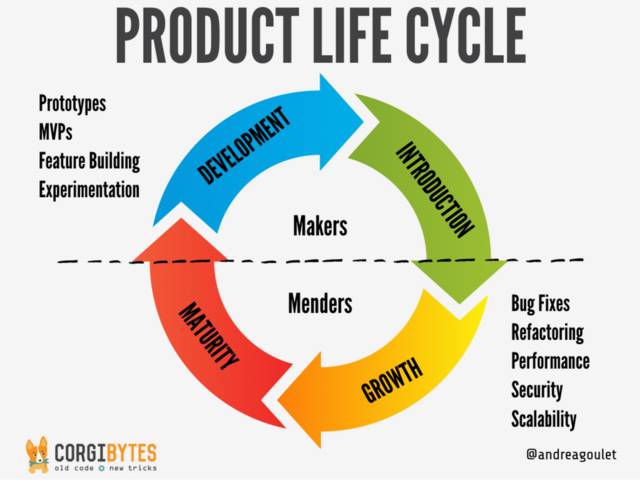 PRODUCT LIFE CYCLE
Prototypes
MVPs
Feature Building
Experimentation
DEVELOPMENT
INTRODUCTION
Makers
Menders
MATURITY
GROWTH
Bug Fixes
Refactoring
Performance
Security
Scalability
CORGIBYTES
old code new tricks
@andreagoulet